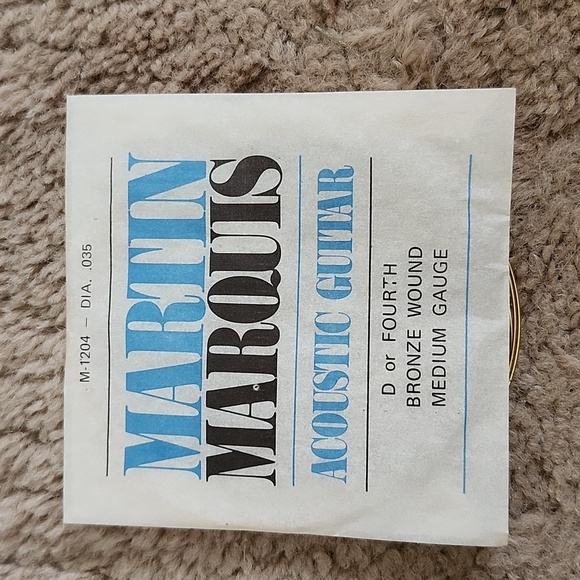 M-1204 — DIA. .035
MARTIN
MARQUIS
ACOUSTIC GUITAR
D or FOURTH
BRONZE WOUND
MEDIUM GAUGE